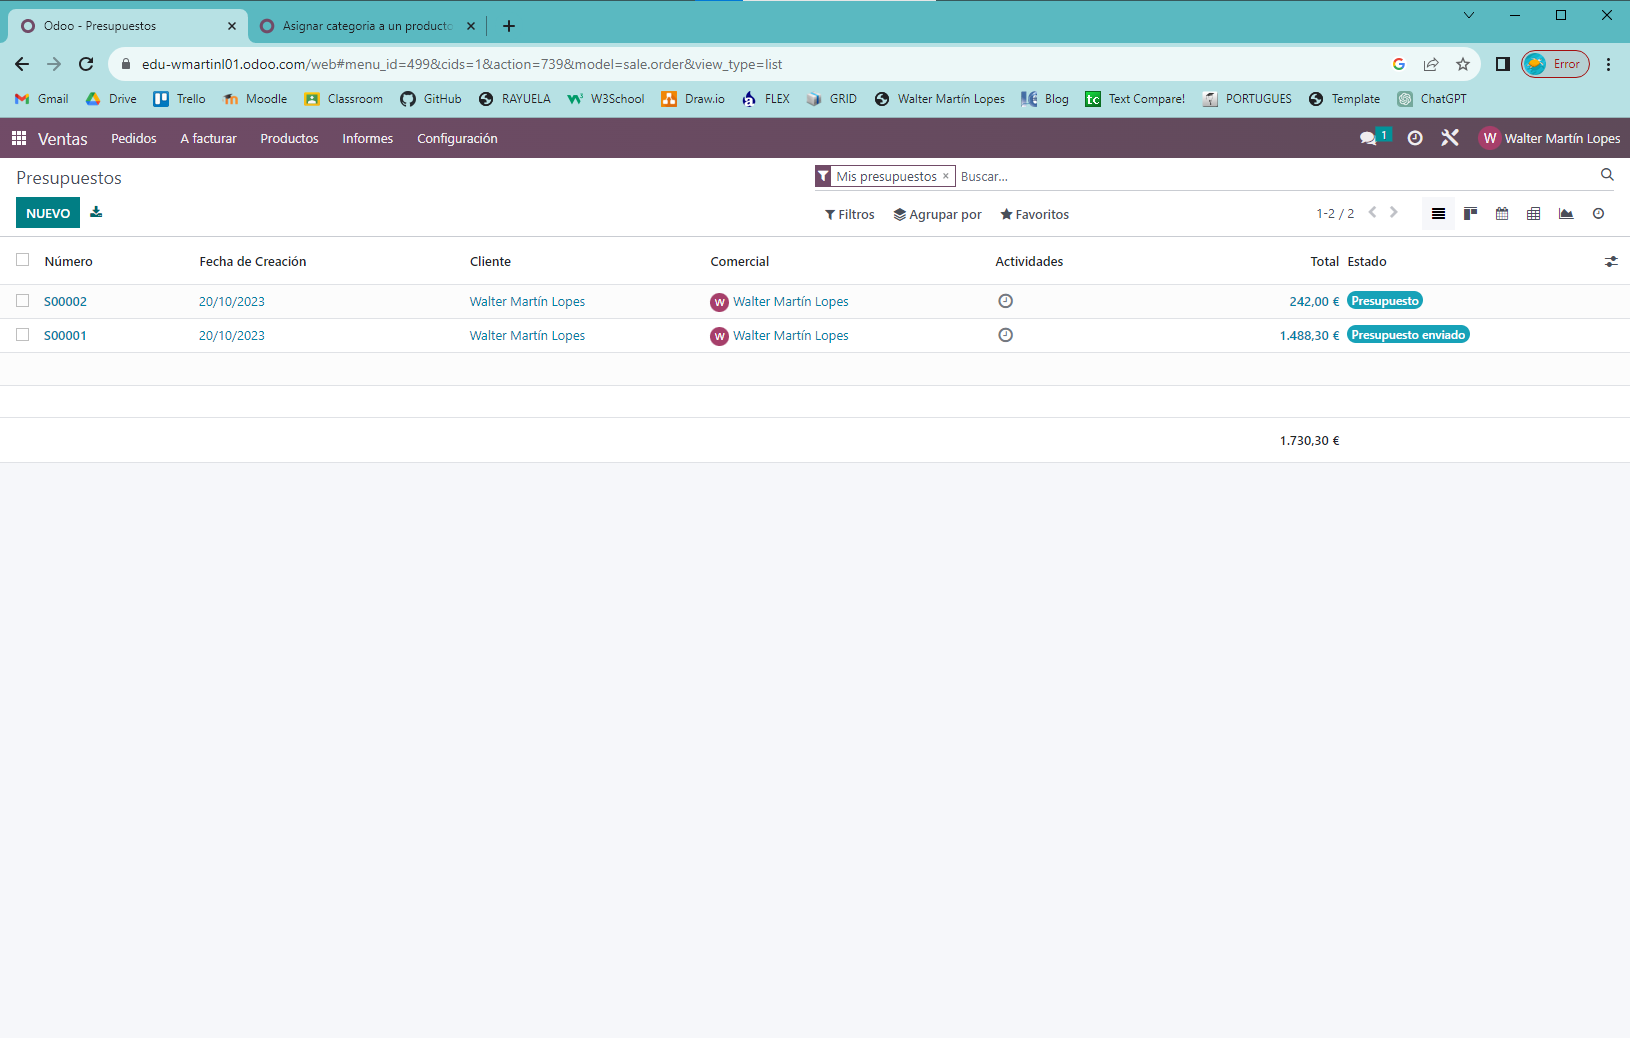 Odoo - Presupuestos
Asignar categoria a un producto
edu-wmartinl01.odoo.com/web#menu_id=499&cids=1&action=739&model=sale.order&view_type=list
Error
Gmail Drive Trello Moodle Classroom GitHub RAYUELA W3School Draw.io FLEX GRID Walter Martín Lopes Blog Text Compare! PORTUGUES Template ChatGPT
Ventas Pedidos A facturar Productos Informes Configuración 1 W Walter Martín Lopes
Presupuestos Mis presupuestos × Buscar...
NUEVO Filtros Agrupar por Favoritos 1-2 / 2
Número Fecha de Creación Cliente Comercial Actividades Total Estado
S00002 20/10/2023 Walter Martín Lopes W Walter Martín Lopes 242,00 € Presupuesto
S00001 20/10/2023 Walter Martín Lopes W Walter Martín Lopes 1.488,30 € Presupuesto enviado
1.730,30 €